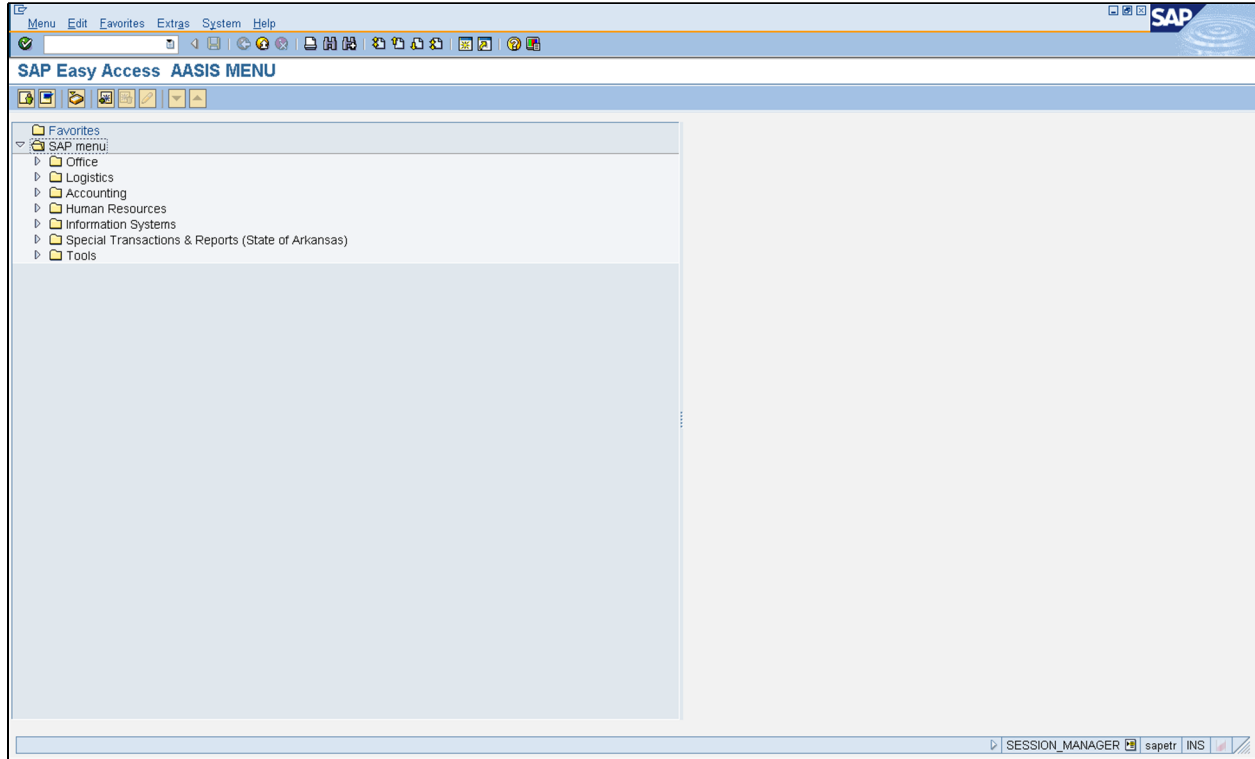 Menu Edit Favorites Extras System Help
SAP
SAP Easy Access AASIS MENU
Favorites
SAP menu
Office
Logistics
Accounting
Human Resources
Information Systems
Special Transactions & Reports (State of Arkansas)
Tools
SESSION_MANAGER sapetr INS